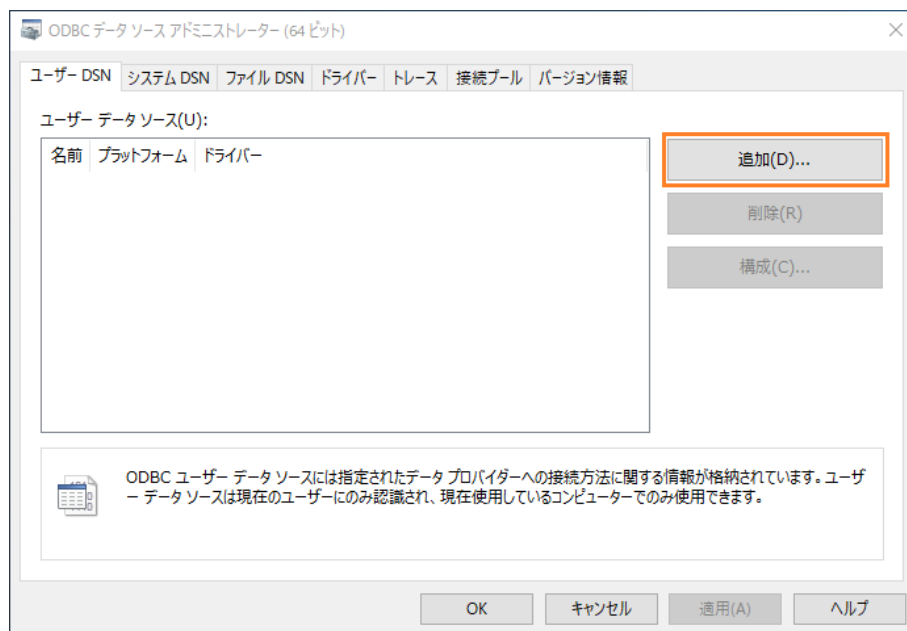 ODBC データ ソース アドミニストレーター (64 ビット)
ユーザー DSN システム DSN ファイル DSN ドライバー トレース 接続プール バージョン情報
ユーザー データ ソース(U):
名前 プラットフォーム ドライバー
追加(D)...
削除(R)
構成(C)...
ODBC ユーザー データ ソースには指定されたデータ プロバイダーへの接続方法に関する情報が格納されています。ユーザ
ー データ ソースは現在のユーザーにのみ認識され、現在使用しているコンピューターでのみ使用できます。
OK キャンセル 適用(A) ヘルプ